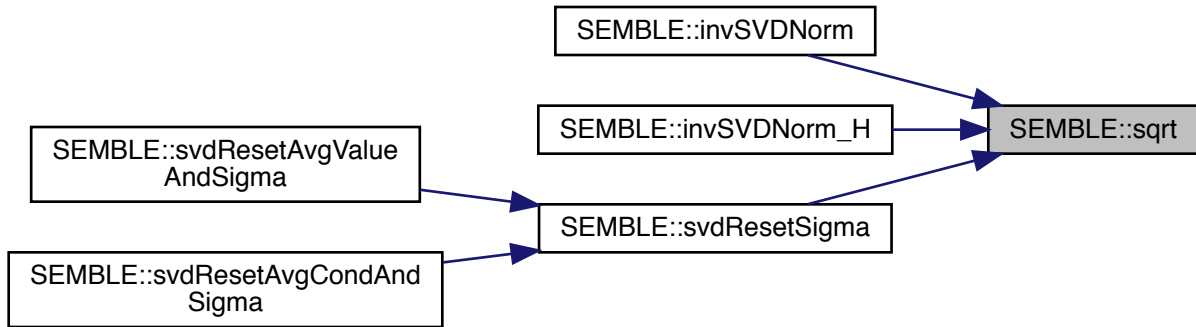 SEMBLE::invSVDNorm
SEMBLE::invSVDNorm_H
SEMBLE::sqrt
SEMBLE::svdResetAvgValue
AndSigma
SEMBLE::svdResetSigma
SEMBLE::svdResetAvgCondAnd
Sigma